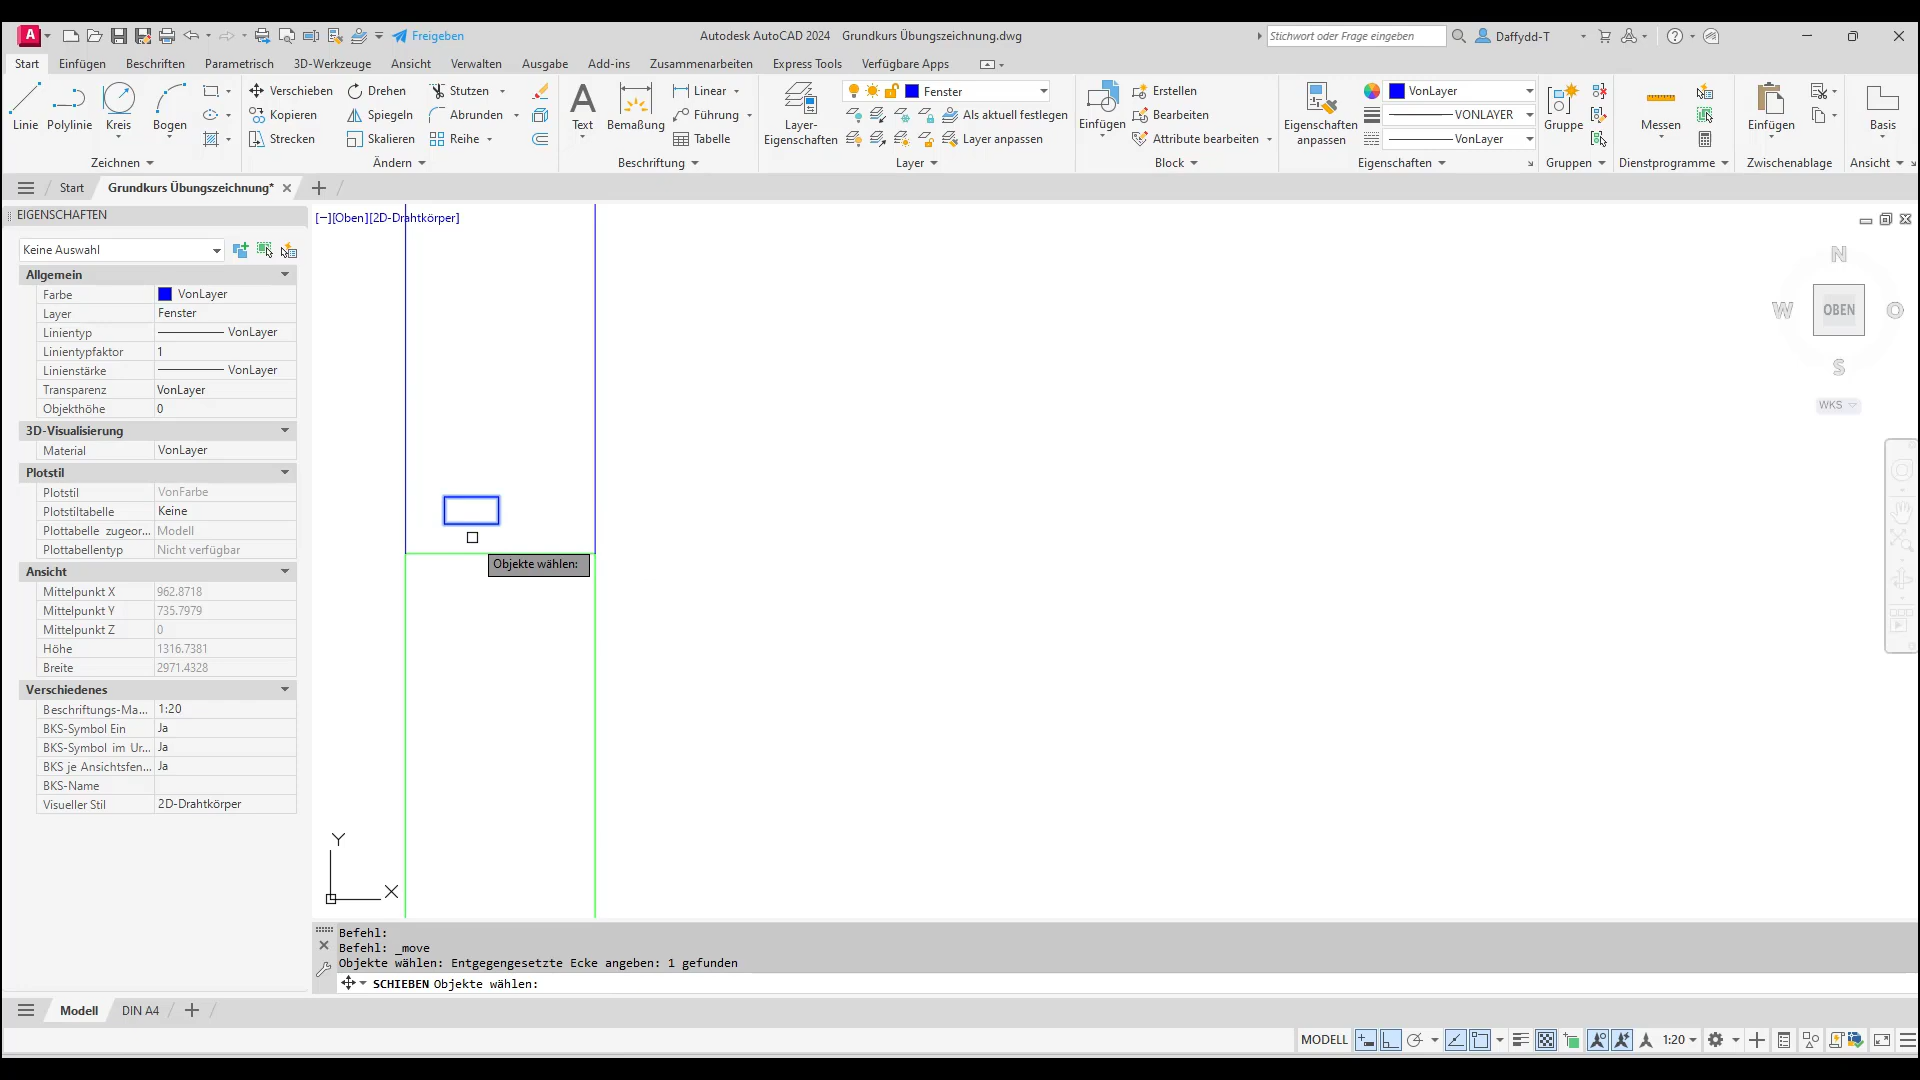 A
Freigeben
Autodesk AutoCAD 2024 Grundkurs Übungszeichnung.dwg
Stichwort oder Frage eingeben
Daffydd-T
Start Einfügen Beschriften Parametrisch 3D-Werkzeuge Ansicht Verwalten Ausgabe Add-ins Zusammenarbeiten Express Tools Verfügbare Apps
Linie Polylinie Kreis Bogen
Zeichnen
Verschieben Drehen Stutzen
Kopieren Spiegeln Abrunden
Strecken Skalieren Reihe
Ändern
Text Bemaßung
Linear
Führung
Tabelle
Beschriftung
Layer-
Eigenschaften
Fenster
Als aktuell festlegen
Layer anpassen
Layer
Einfügen
Erstellen
Bearbeiten
Attribute bearbeiten
Block
Eigenschaften
anpassen
VonLayer
VONLAYER
VonLayer
Eigenschaften
Gruppe
Gruppen
Messen
Dienstprogramme
Einfügen
Zwischenablage
Basis
Ansicht
Start Grundkurs Übungszeichnung*
EIGENSCHAFTEN
Keine Auswahl
Allgemein
Farbe VonLayer
Layer Fenster
Linientyp VonLayer
Linientypfaktor 1
Linienstärke VonLayer
Transparenz VonLayer
Objekthöhe 0
3D-Visualisierung
Material VonLayer
Plotstil
Plotstil VonFarbe
Plotstiltabelle Keine
Plottabelle zugeor... Modell
Plottabellentyp Nicht verfügbar
Ansicht
Mittelpunkt X 962.8718
Mittelpunkt Y 735.7979
Mittelpunkt Z 0
Höhe 1316.7381
Breite 2971.4328
Verschiedenes
Beschriftungs-Ma... 1:20
BKS-Symbol Ein Ja
BKS-Symbol im Ur... Ja
BKS je Ansichtsfen... Ja
BKS-Name
Visueller Stil 2D-Drahtkörper
[−][Oben][2D-Drahtkörper]
N
W OBEN O
S
WKS
Objekte wählen:
Y
X
Befehl:
Befehl: _move
Objekte wählen: Entgegengesetzte Ecke angeben: 1 gefunden
SCHIEBEN Objekte wählen:
Modell DIN A4
MODELL
1:20